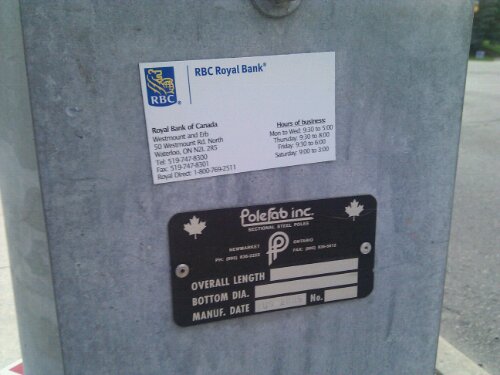 RBC Royal Bank®
RBC ®
Royal Bank of Canada
Westmount and Erb
50 Westmount Rd. North
Waterloo, ON N2L 2R5
Tel: 519-747-8300
Fax: 519-747-8301
Royal Direct: 1-800-769-2511
Hours of business:
Mon to Wed: 9:30 to 5:00
Thursday: 9:30 to 8:00
Friday: 9:30 to 6:00
Saturday: 9:00 to 3:00
Polefab inc.
SECTIONAL STEEL POLES
NEWMARKET ONTARIO
PH: FAX:
OVERALL LENGTH
BOTTOM DIA.
MANUF. DATE No.